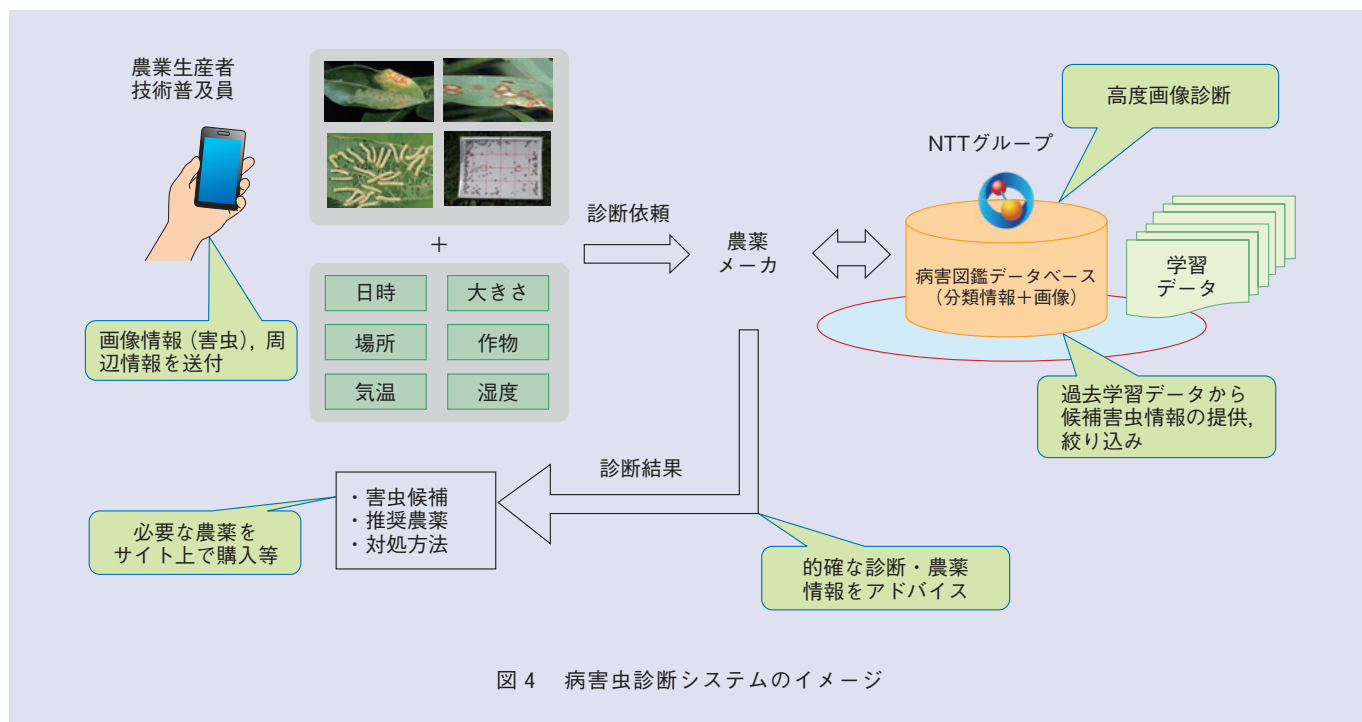 農業生産者
技術普及員
画像情報（害虫），周
辺情報を送付
＋
日時
大きさ
場所
作物
気温
湿度
診断依頼
農薬
メーカ
NTTグループ
高度画像診断
病害図鑑データベース
（分類情報＋画像）
学習
データ
過去学習データから
候補害虫情報の提供，
絞り込み
診断結果
・害虫候補
・推奨農薬
・対処方法
必要な農薬を
サイト上で購入等
的確な診断・農薬
情報をアドバイス
図 4　病害虫診断システムのイメージ